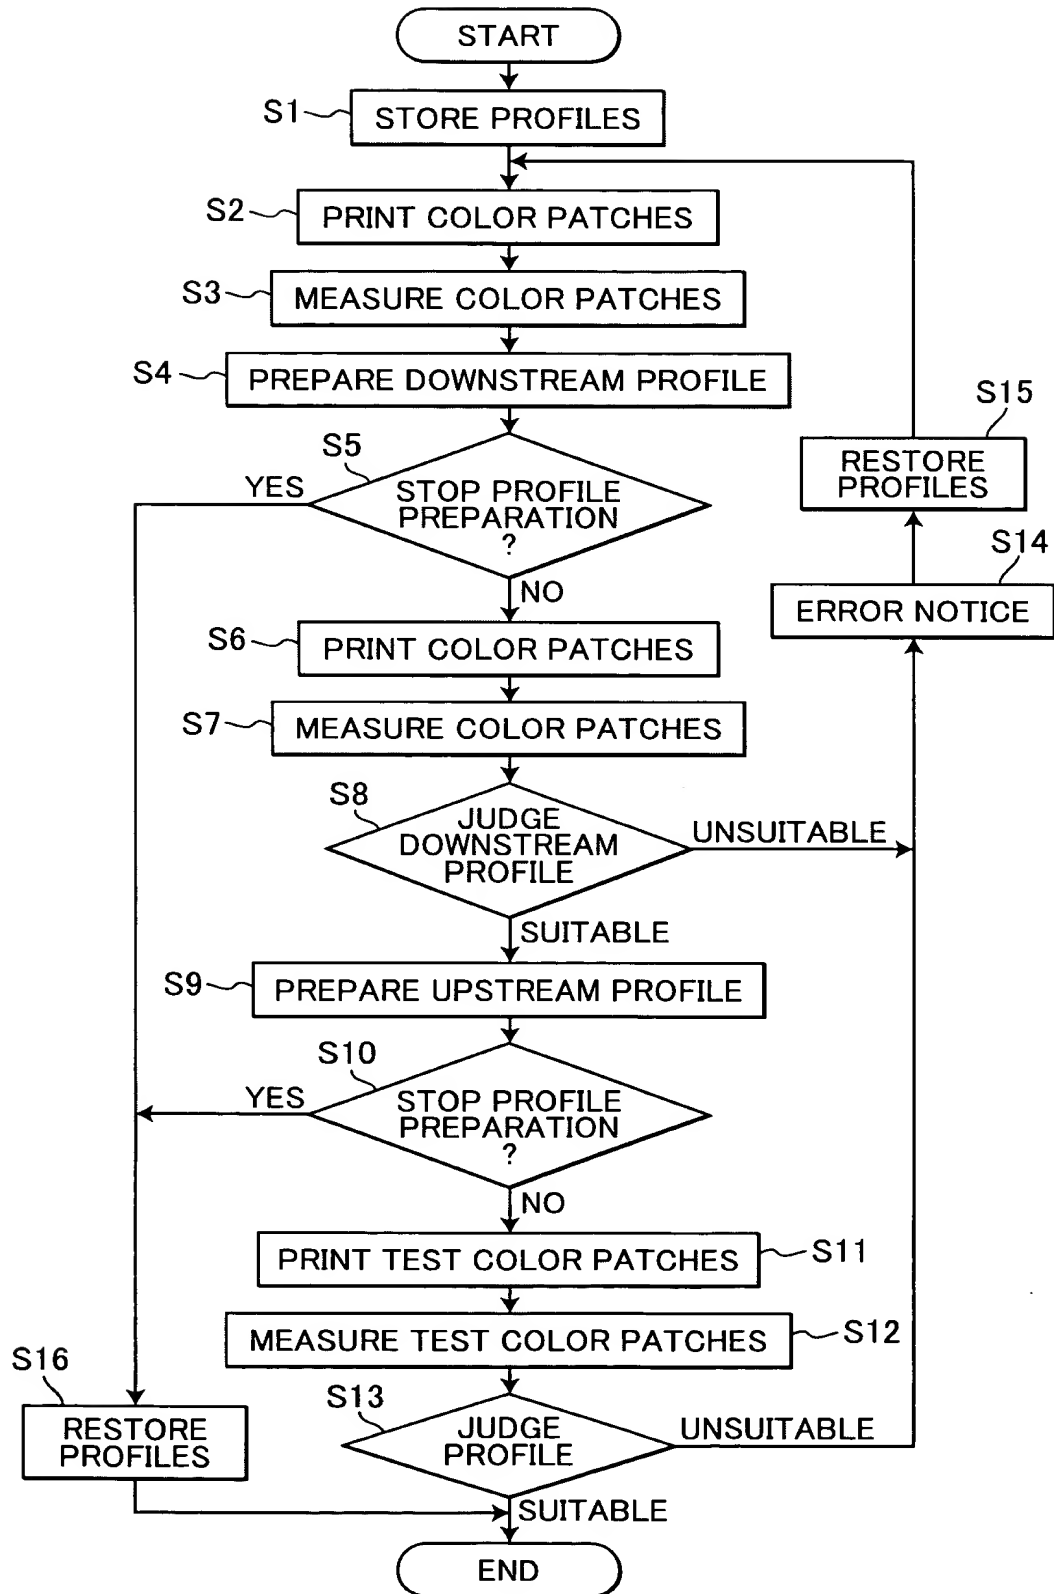 START
S1
STORE PROFILES
S2
PRINT COLOR PATCHES
S3
MEASURE COLOR PATCHES
S4
PREPARE DOWNSTREAM PROFILE
S15
RESTORE
PROFILES
S5
YES
STOP PROFILE
PREPARATION
?
NO
S14
ERROR NOTICE
S6
PRINT COLOR PATCHES
S7
MEASURE COLOR PATCHES
S8
JUDGE
DOWNSTREAM
PROFILE
UNSUITABLE
SUITABLE
S9
PREPARE UPSTREAM PROFILE
S10
YES
STOP PROFILE
PREPARATION
?
NO
PRINT TEST COLOR PATCHES
S11
MEASURE TEST COLOR PATCHES
S12
S16
RESTORE
PROFILES
S13
JUDGE
PROFILE
UNSUITABLE
SUITABLE
END